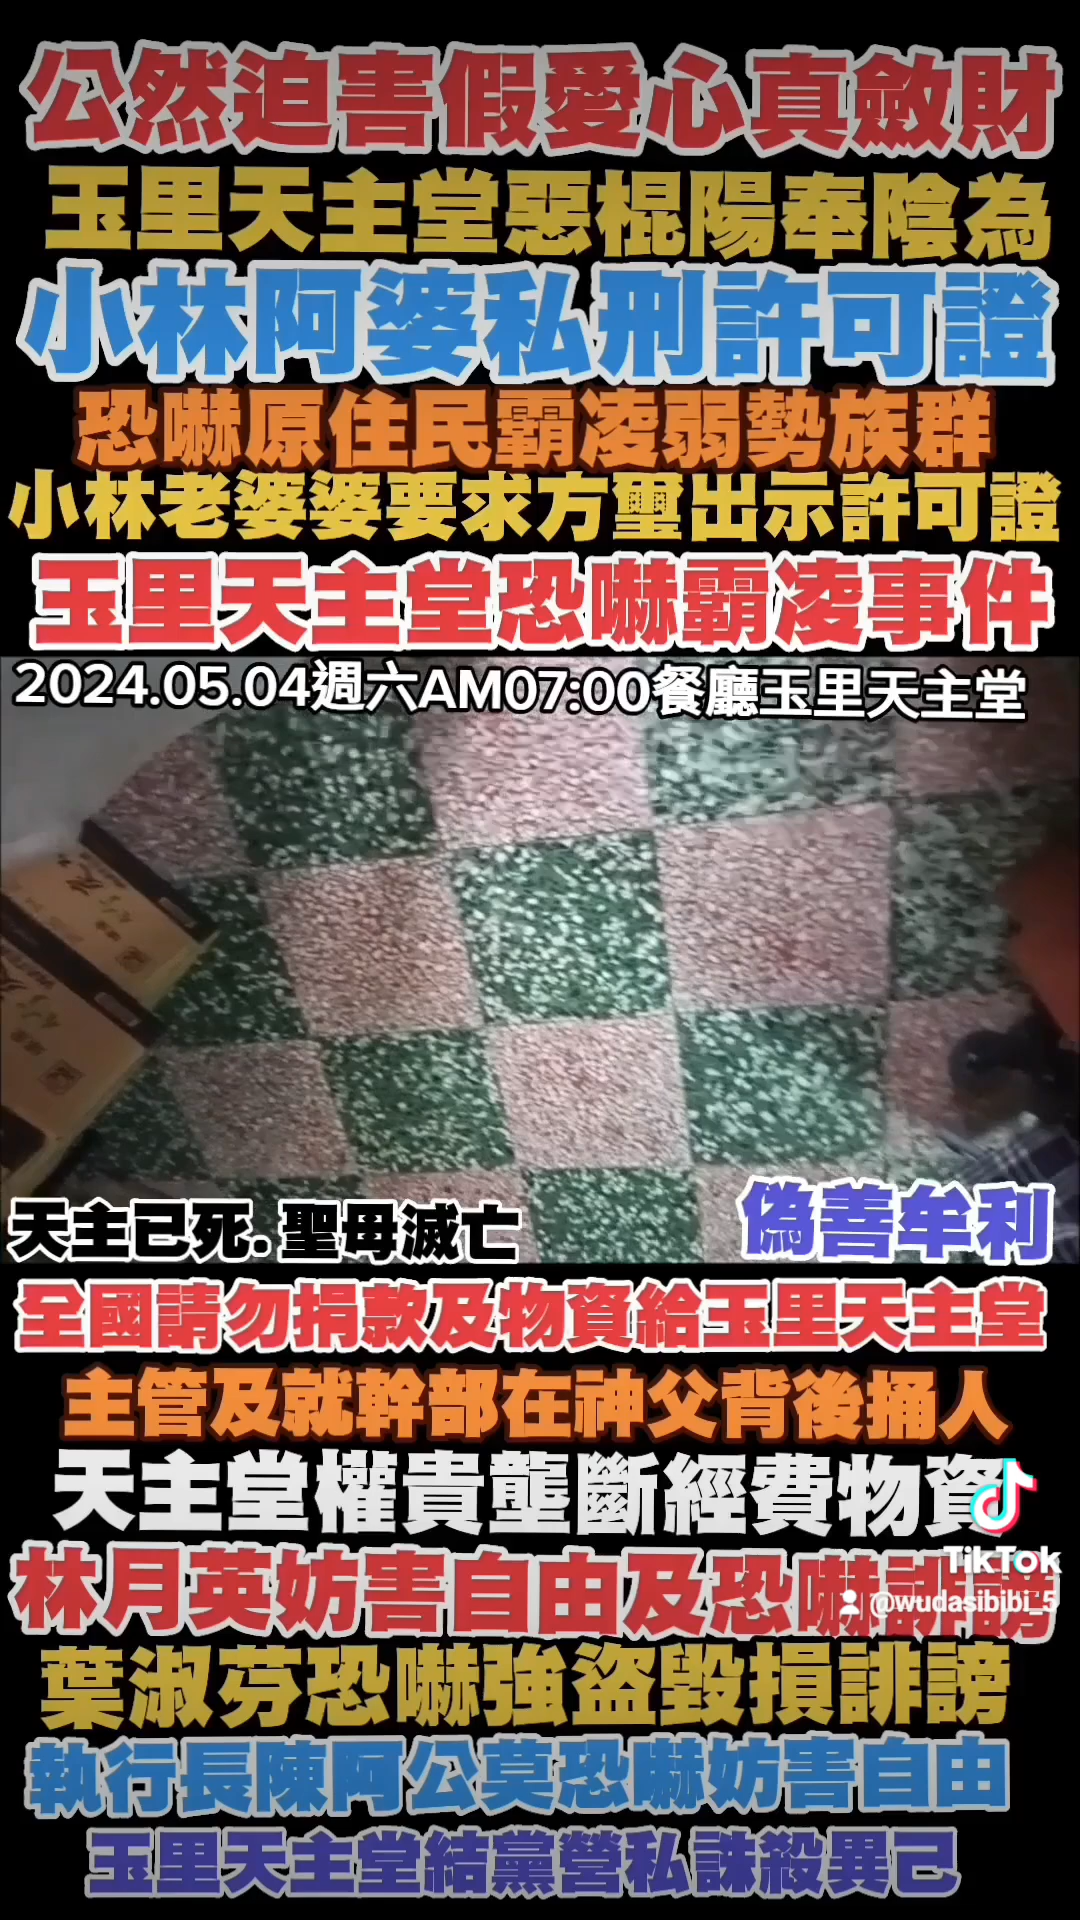 公然迫害假愛心真斂財
玉里天主堂惡棍陽奉陰為
小林阿婆私刑許可證
恐嚇原住民霸凌弱勢族群
小林老婆婆要求方璽出示許可證
玉里天主堂恐嚇霸凌事件
2024.05.04週六AM07:00餐廳玉里天主堂
天主已死.聖毋滅亡
偽善牟利
全國請勿捐款及物資給玉里天主堂
主管及就幹部在神父背後捅人
天主堂權貴壟斷經費物資
TikTok
林月英妨害自由及恐嚇誹謗
@wudasibibi_5
葉淑芬恐嚇強盜毀損誹謗
執行長陳阿公莫恐嚇妨害自由
玉里天主堂結黨營私誅殺異己